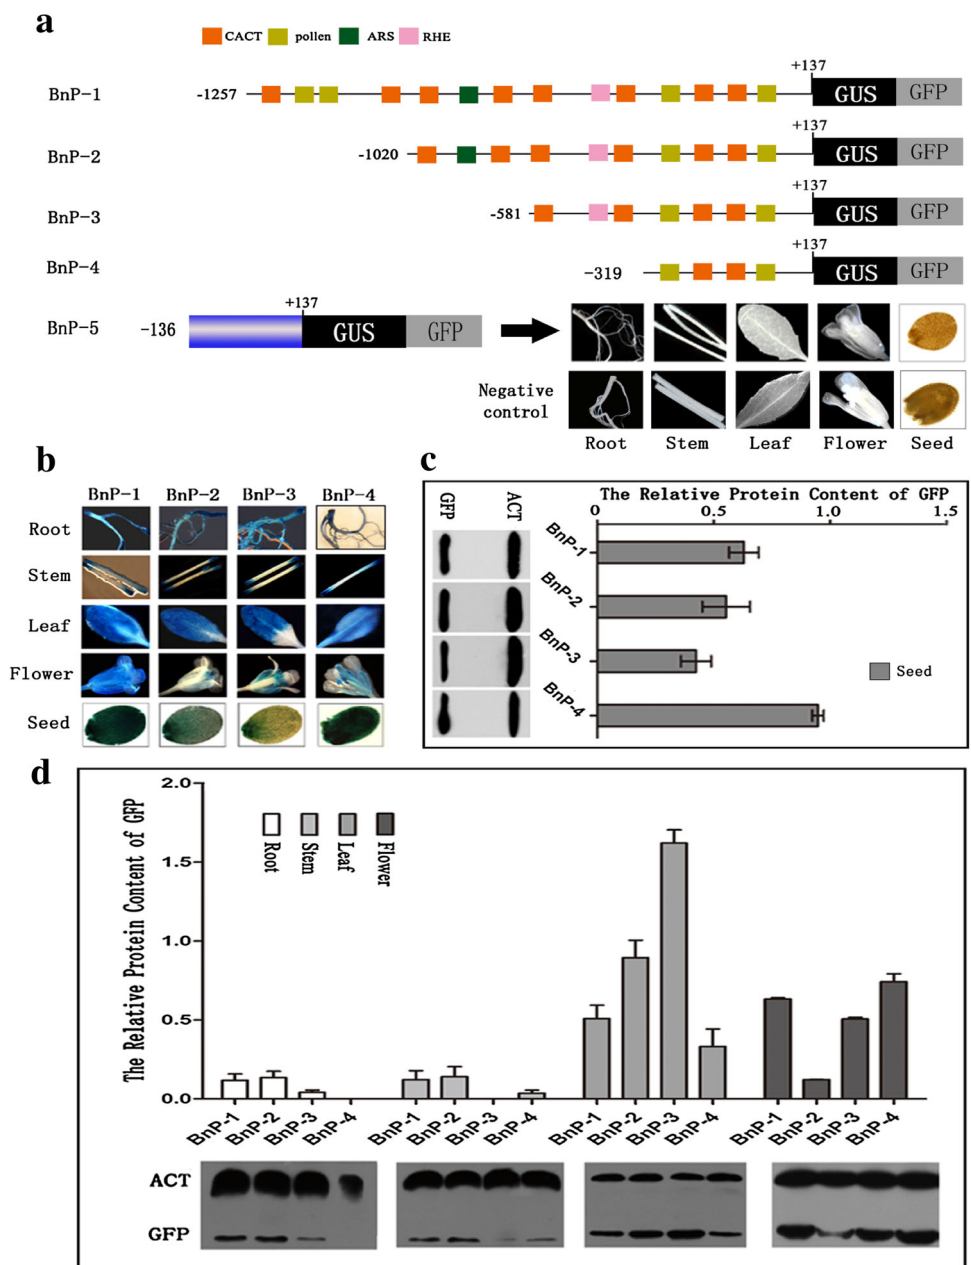 a
CACT pollen ARS RHE
BnP-1 -1257 +137 GUS GFP
BnP-2 -1020 +137 GUS GFP
BnP-3 -581 +137 GUS GFP
BnP-4 -319 +137 GUS GFP
BnP-5 -136 +137 GUS GFP
Negative control
Root Stem Leaf Flower Seed
b
BnP-1 BnP-2 BnP-3 BnP-4
Root
Stem
Leaf
Flower
Seed
c
GFP ACT
The Relative Protein Content of GFP
0 0.5 1.0 1.5
BnP-1
BnP-2
BnP-3
BnP-4
Seed
d
The Relative Protein Content of GFP
2.0
1.5
1.0
0.5
0.0
Root Stem Leaf Flower
BnP-1 BnP-2 BnP-3 BnP-4 BnP-1 BnP-2 BnP-3 BnP-4 BnP-1 BnP-2 BnP-3 BnP-4 BnP-1 BnP-2 BnP-3 BnP-4
ACT
GFP